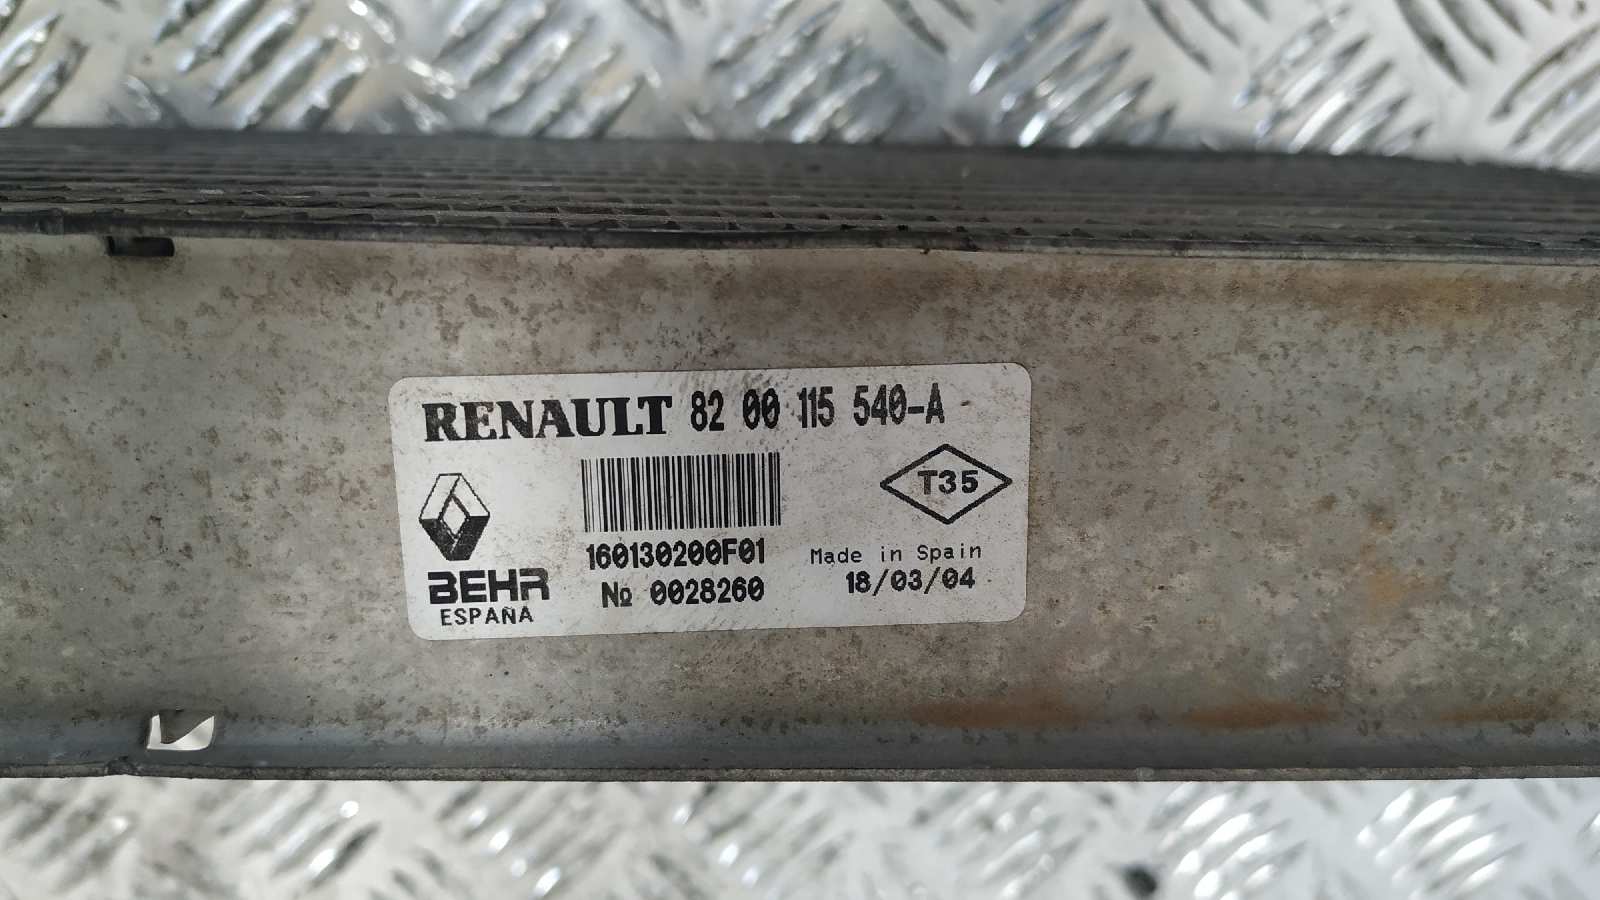 RENAULT 82 00 115 540-A
T35
160130200F01
Made in Spain
BEHR
Nº 0028260
18/03/04
ESPAÑA